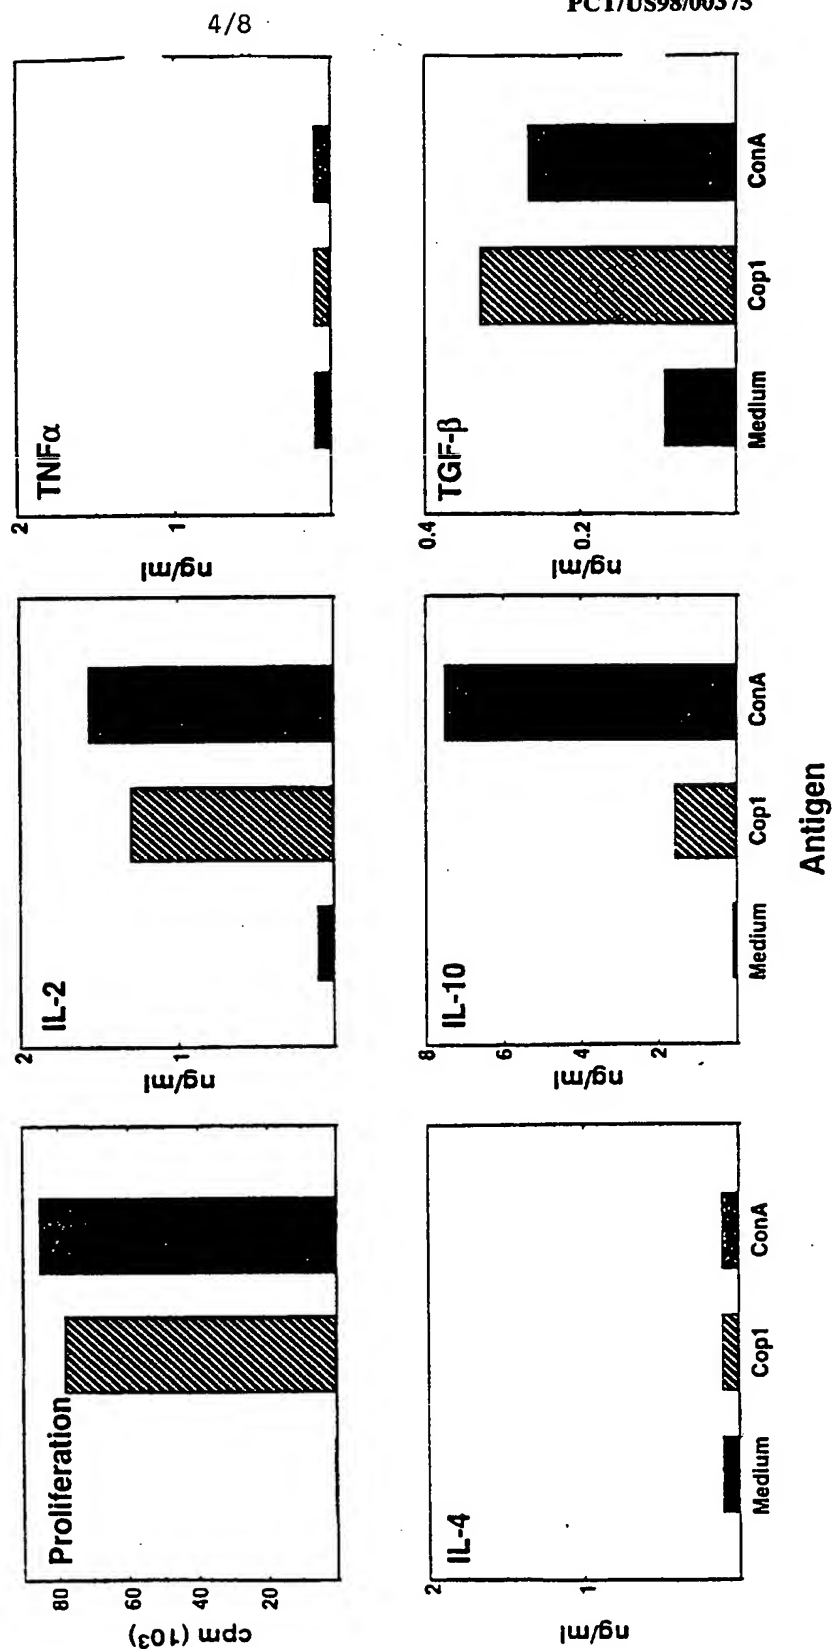 4/8
PCT/US98/00375
Proliferation
cpm (10³)
80
60
40
20
IL-2
ng/ml
2
1
TNFα
ng/ml
2
1
IL-4
ng/ml
2
1
Medium Cop1 ConA
IL-10
ng/ml
8
6
4
2
Medium Cop1 ConA
TGF-β
ng/ml
0.4
0.2
Medium Cop1 ConA
Antigen